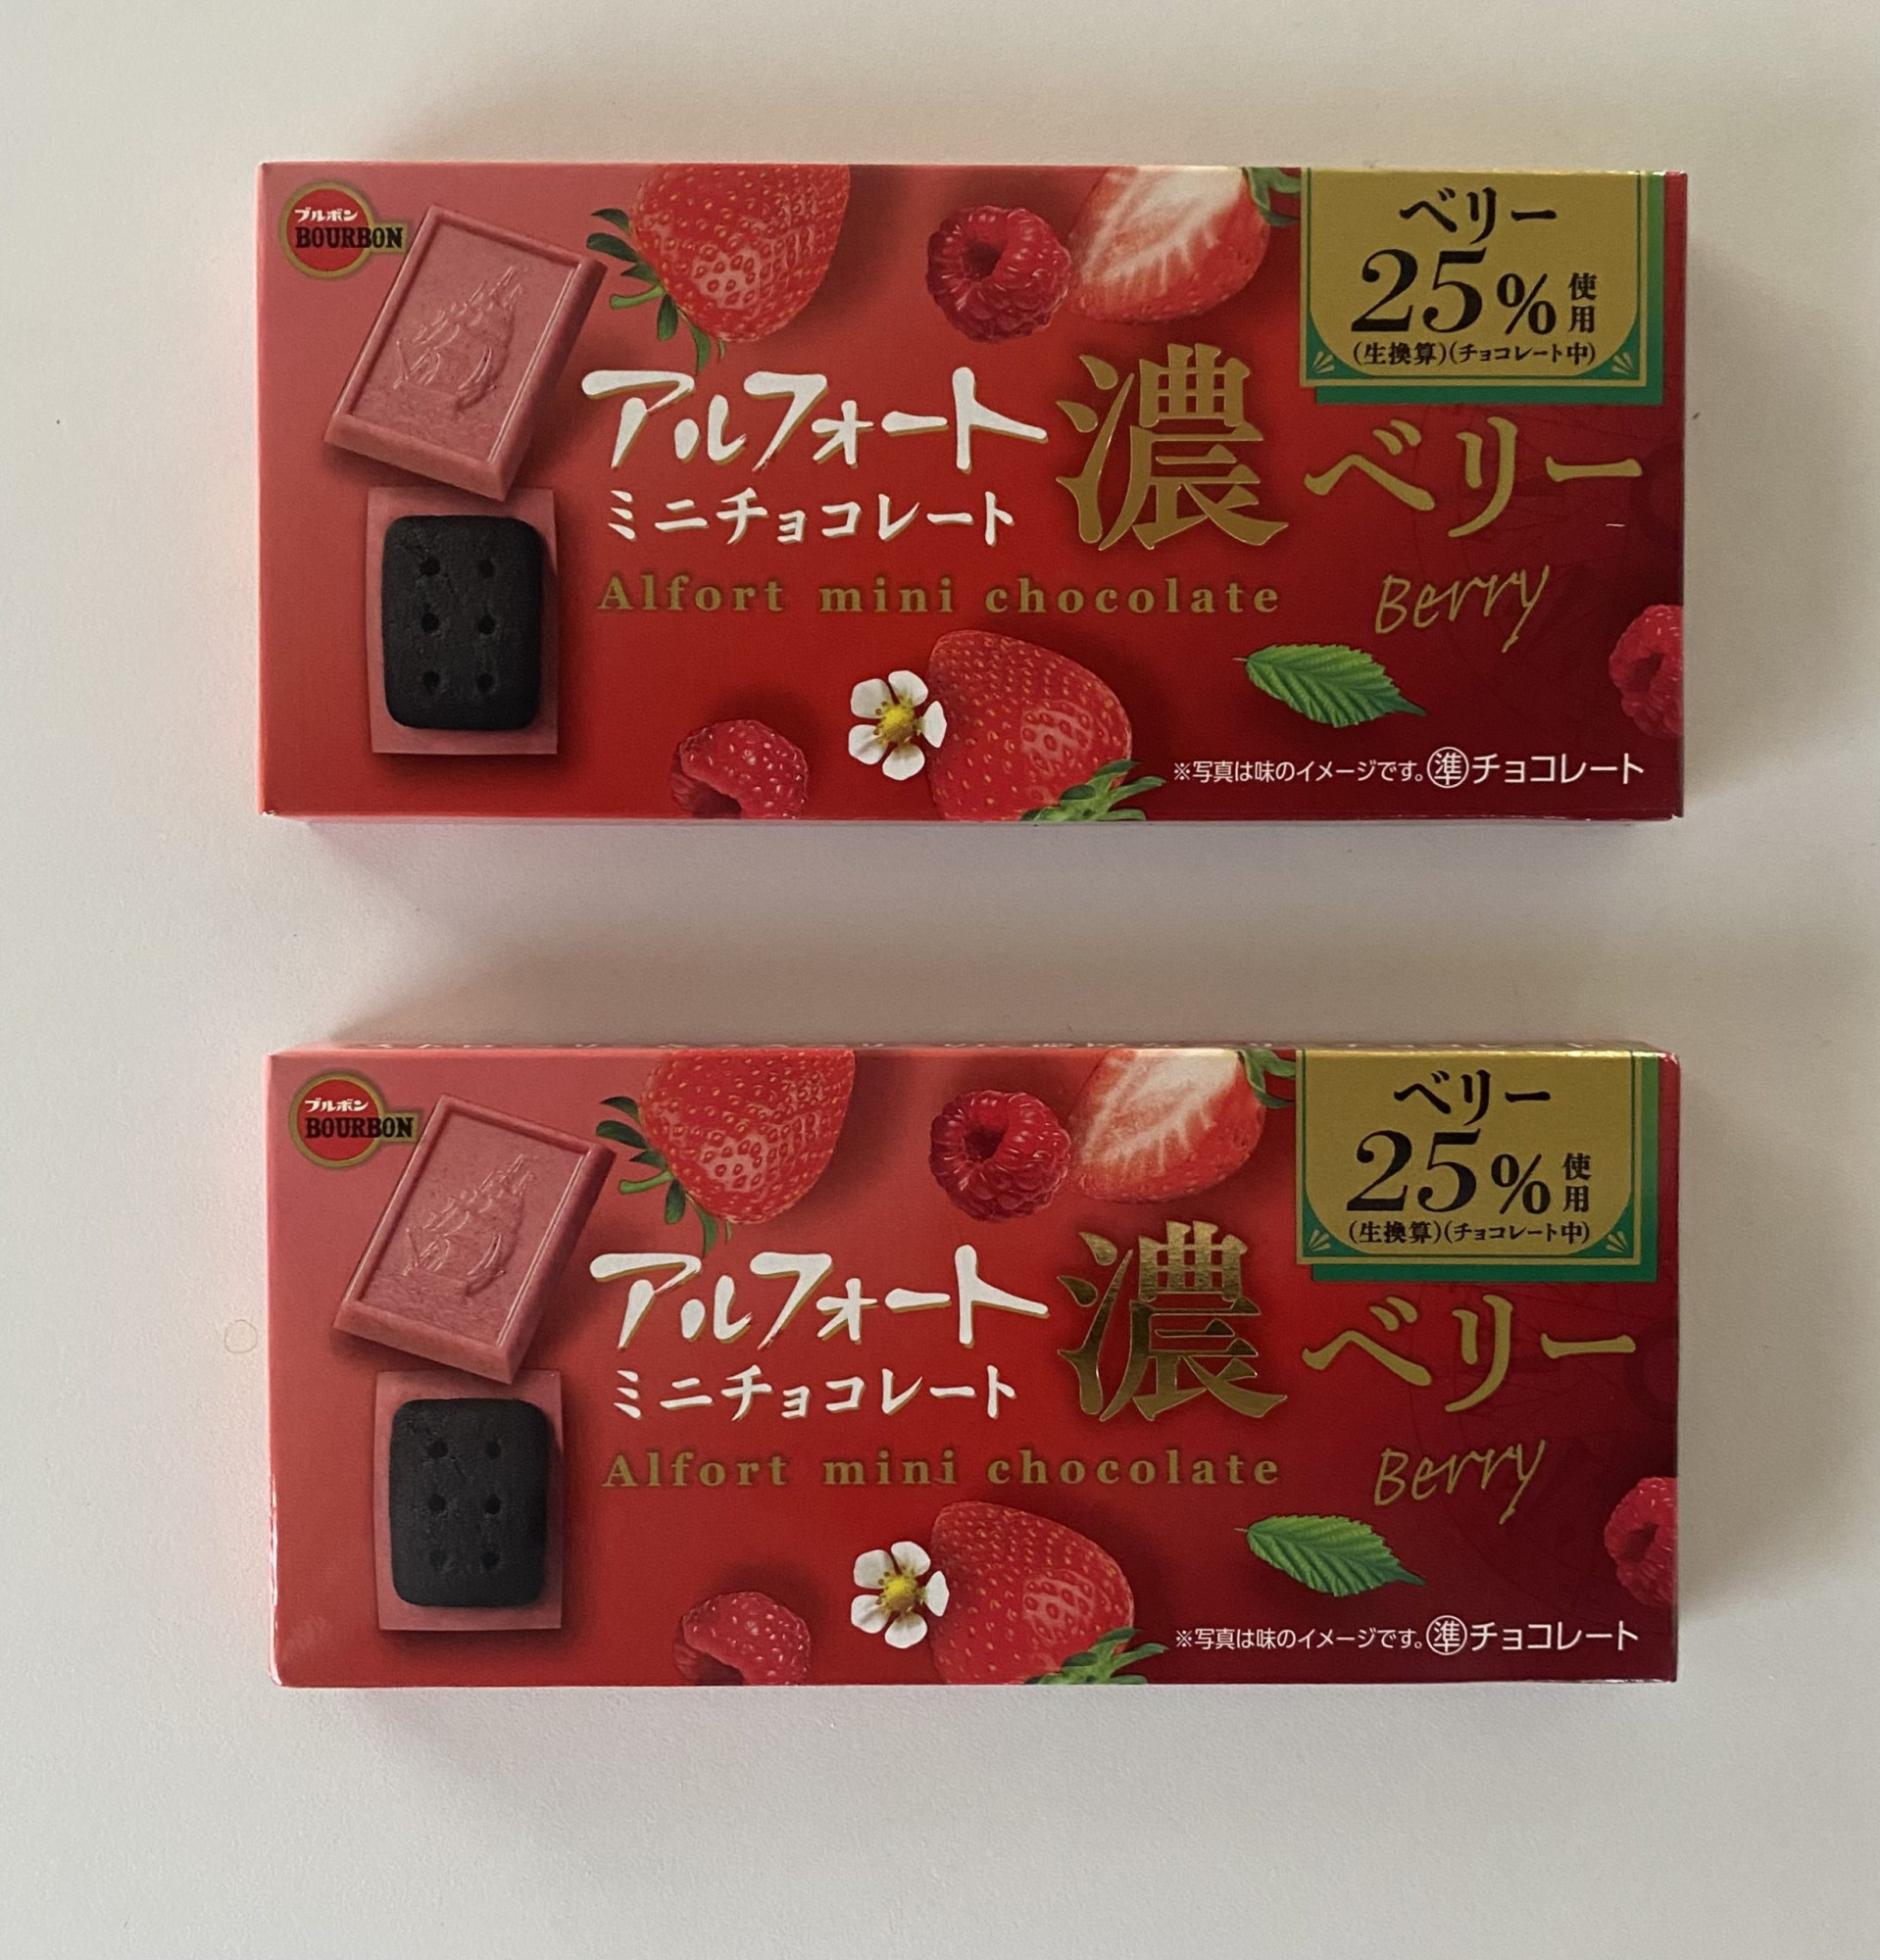 ブルボン
BOURBON
ベリー
25%使用
(生換算)(チョコレート中)
アルフォート
ミニチョコレート
濃ベリー
Alfort mini chocolate
Berry
※写真は味のイメージです。㊥チョコレート
ブルボン
BOURBON
ベリー
25%使用
(生換算)(チョコレート中)
アルフォート
ミニチョコレート
濃ベリー
Alfort mini chocolate
Berry
※写真は味のイメージです。準チョコレート